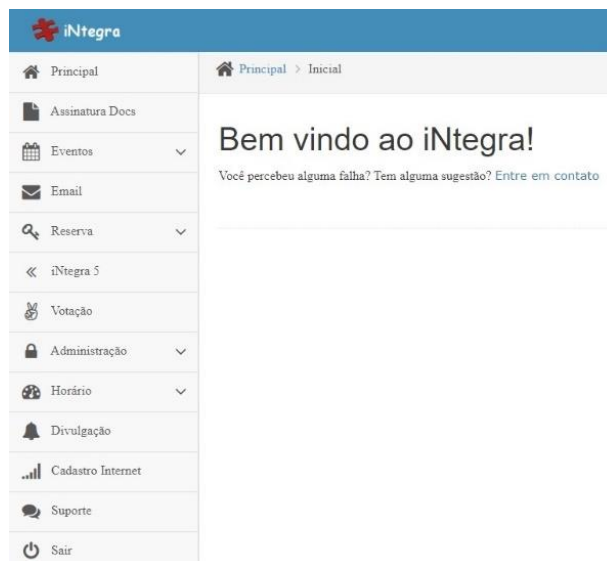 iNtegra
Principal
Assinatura Docs
Eventos
Email
Reserva
iNtegra 5
Votação
Administração
Horário
Divulgação
Cadastro Internet
Suporte
Sair
Principal > Inicial
Bem vindo ao iNtegra!
Você percebeu alguma falha? Tem alguma sugestão? Entre em contato